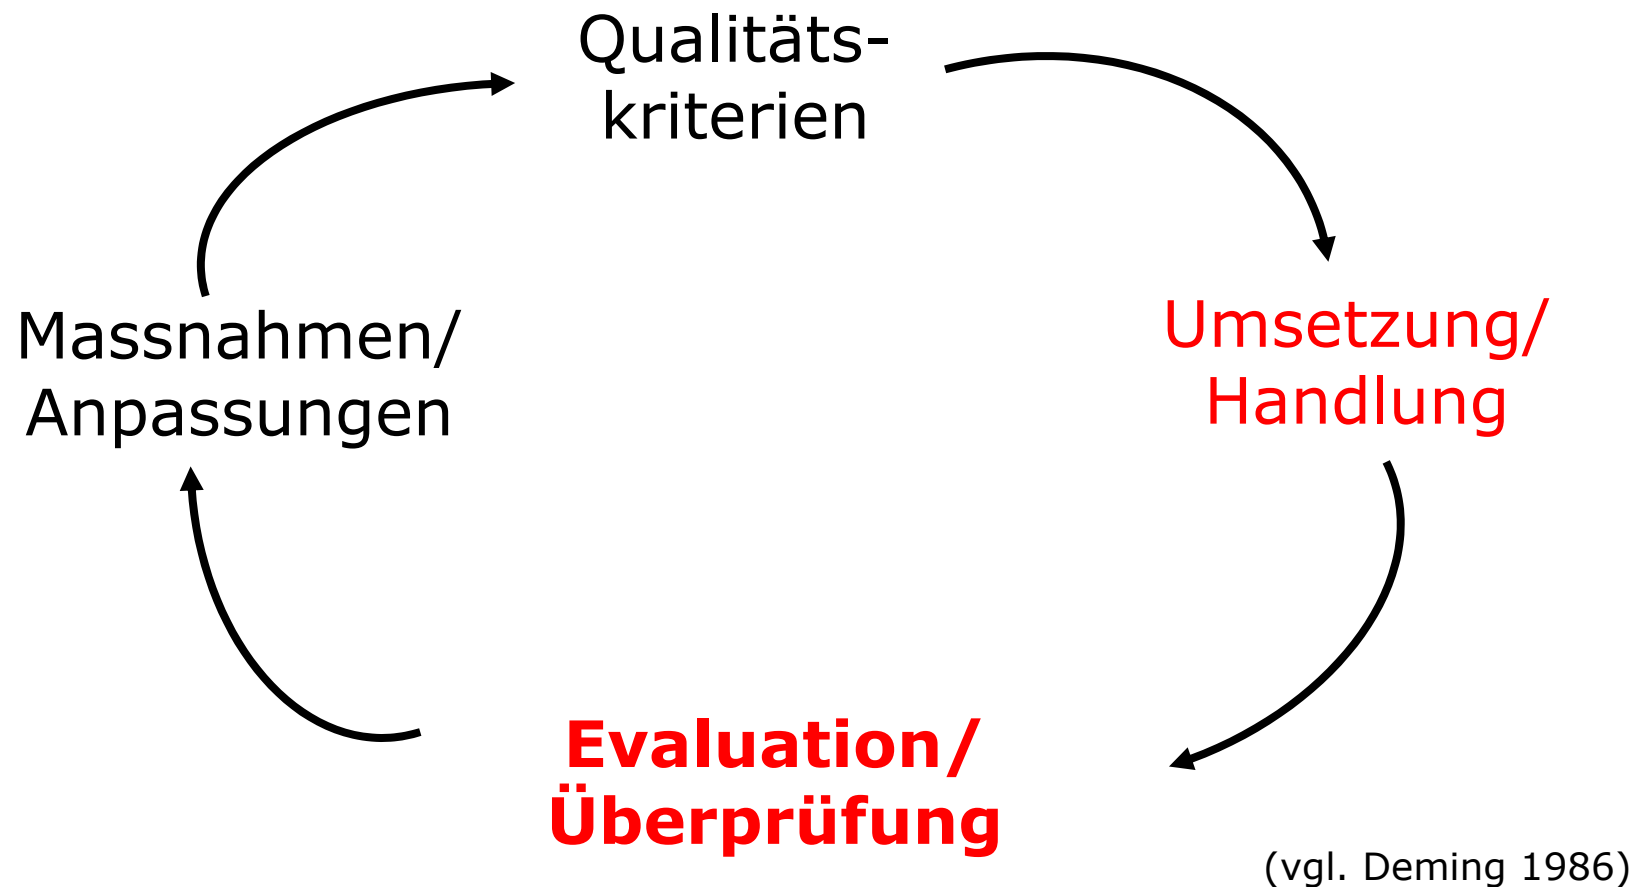 Qualitäts-
kriterien
Umsetzung/
Handlung
Evaluation/
Überprüfung
Massnahmen/
Anpassungen
(vgl. Deming 1986)